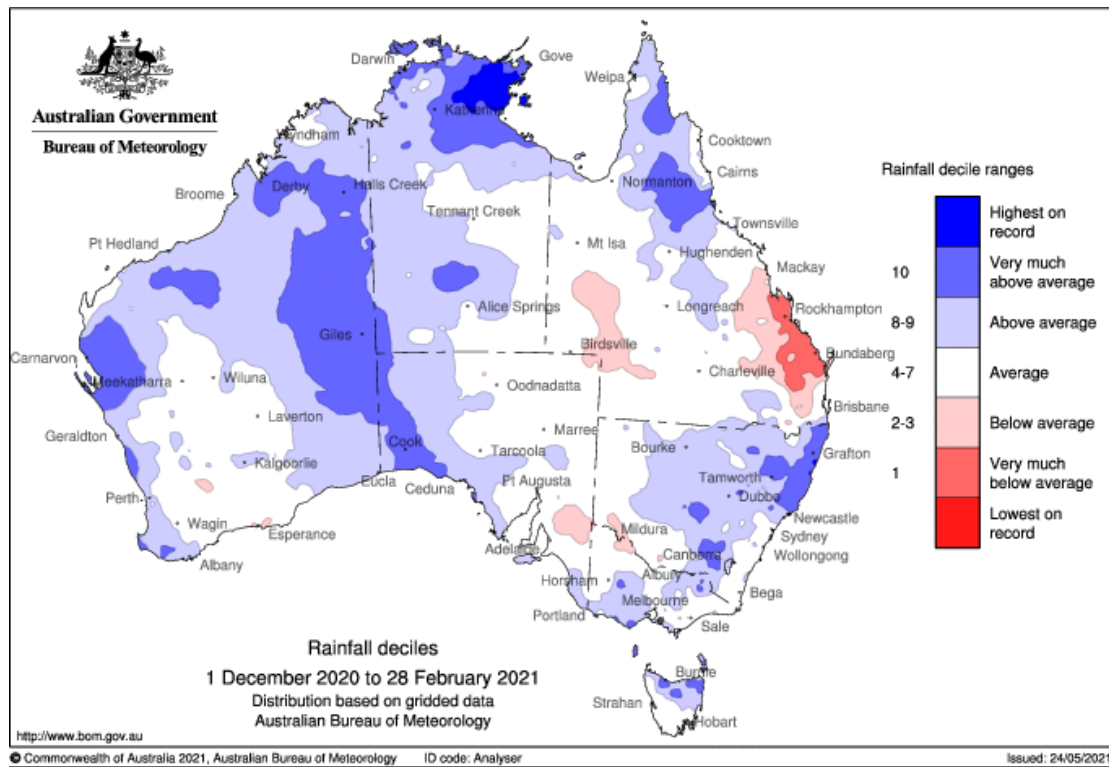 Australian Government
Bureau of Meteorology
Darwin
Gove
Weipa
Katherine
Wyndham
Cooktown
Cairns
Broome
Derby
Halls Creek
Normanton
Tennant Creek
Townsville
Pt Hedland
Mt Isa
Hughenden
Mackay
Alice Springs
Longreach
Rockhampton
Giles
Birdsville
Bundaberg
Carnarvon
Meekatharra
Wiluna
Oodnadatta
Charleville
Laverton
Brisbane
Geraldton
Marree
Cook
Tarcoola
Bourke
Grafton
Kalgoorlie
Eucla
Ceduna
Pt Augusta
Tamworth
Dubbo
Perth
Newcastle
Wagin
Esperance
Mildura
Sydney
Adelaide
Canberra
Wollongong
Albany
Horsham
Albury
Bega
Portland
Melbourne
Sale
Burnie
Strahan
Hobart
Rainfall decile ranges
Highest on
record
10
Very much
above average
8-9
Above average
4-7
Average
2-3
Below average
1
Very much
below average
Lowest on
record
Rainfall deciles
1 December 2020 to 28 February 2021
Distribution based on gridded data
Australian Bureau of Meteorology
http://www.bom.gov.au
© Commonwealth of Australia 2021, Australian Bureau of Meteorology ID code: Analyser Issued: 24/05/2021